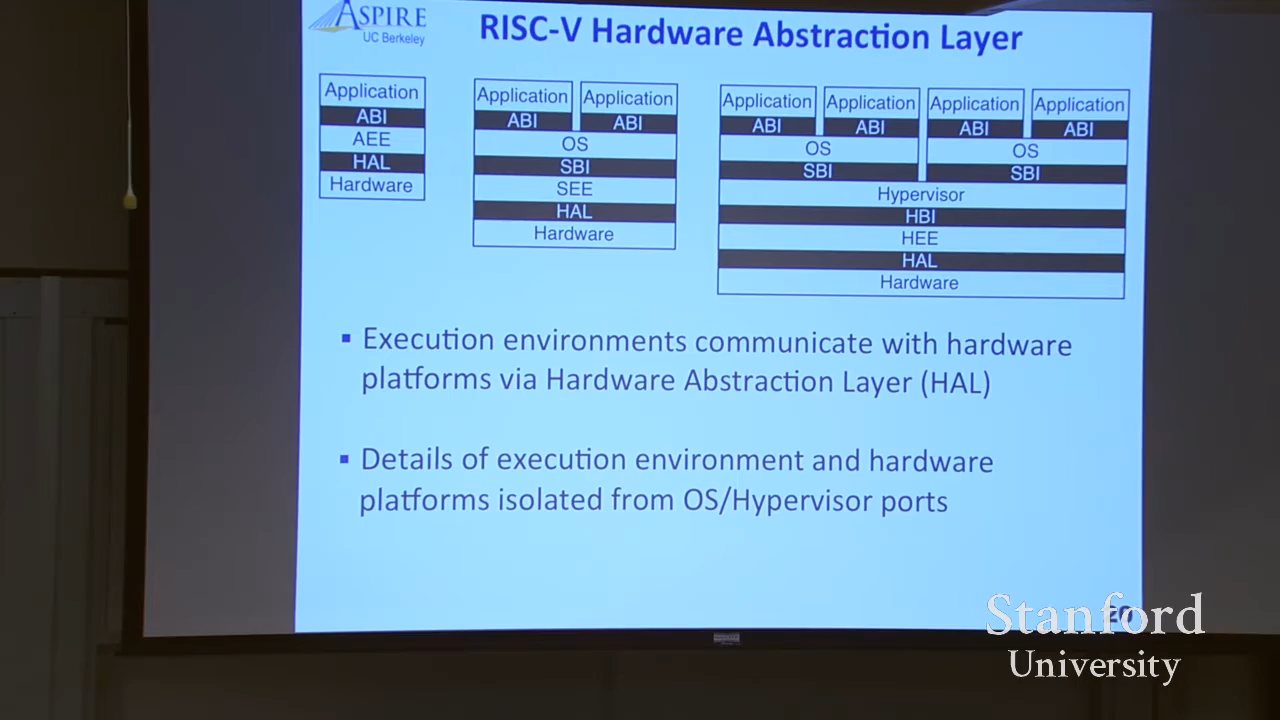 ASPIRE
UC Berkeley
RISC-V Hardware Abstraction Layer
Application
ABI
AEE
HAL
Hardware
Application Application
ABI ABI
OS
SBI
SEE
HAL
Hardware
Application Application Application Application
ABI ABI ABI ABI
OS OS
SBI SBI
Hypervisor
HBI
HEE
HAL
Hardware
▪ Execution environments communicate with hardware
platforms via Hardware Abstraction Layer (HAL)
▪ Details of execution environment and hardware
platforms isolated from OS/Hypervisor ports
20
Stanford
University